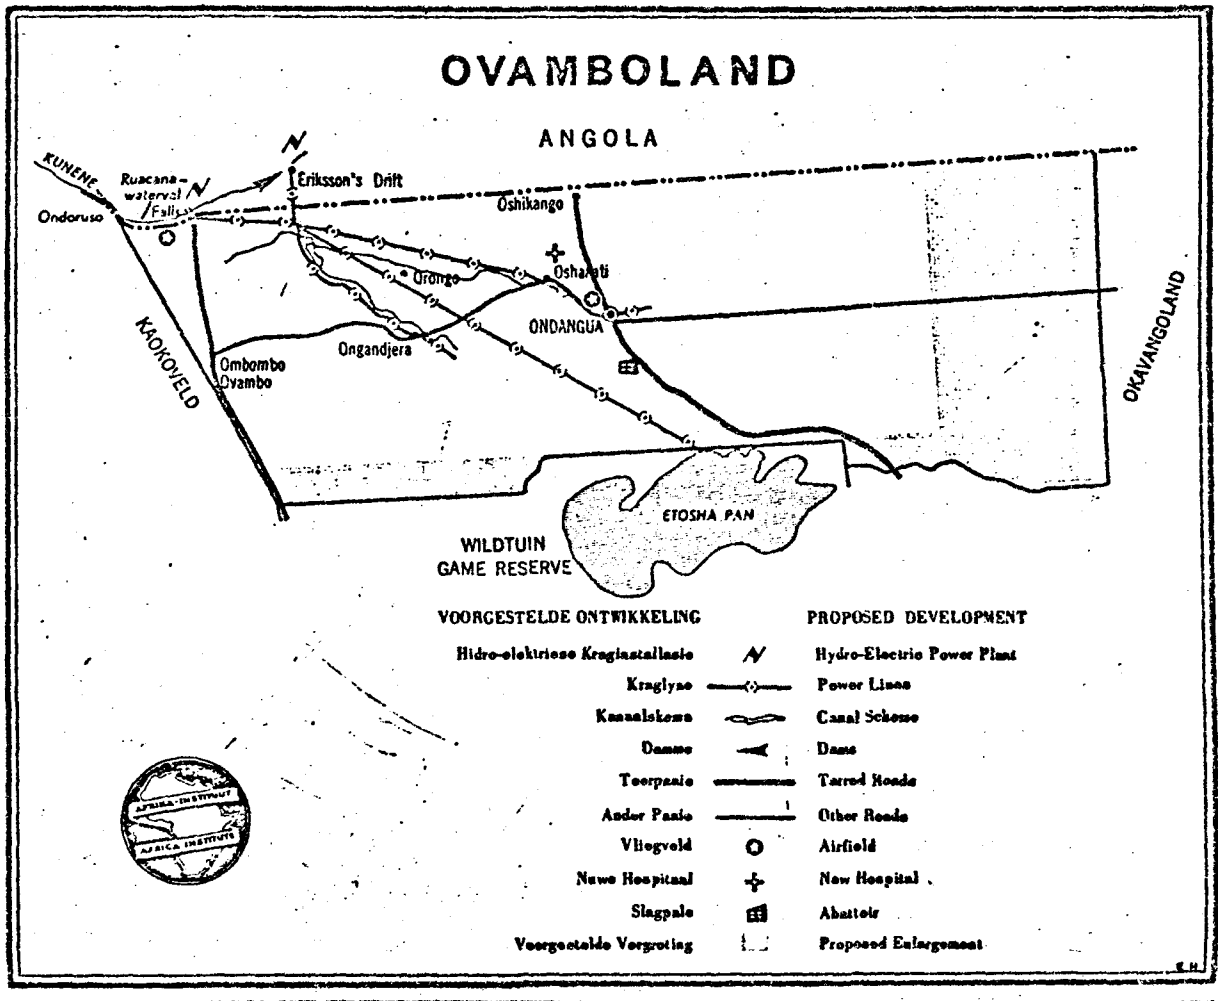 OVAMBOLAND
ANGOLA
KUNENE
Ruacana-
waterval
Falls
Eriksson's Drift
Ondoruso
Oshikango
Oshakati
Orongo
ONDANGUA
OKAVANGOLAND
KAOKOVELD
Ongandjera
Ombombo
Ovambo
ETOSHA PAN
WILDTUIN
GAME RESERVE
VOORGESTELDE ONTWIKKELING PROPOSED DEVELOPMENT
Hidro-elektriese Kraginstallasie Hydro-Electric Power Plant
Kraglyne Power Lines
Kanaalskema Canal Scheme
Damme Dams
Teerpaaie Tarred Roads
Ander Paaie Other Roads
Vliegveld Airfield
Nuwe Hospitaal New Hospital
Slagpale Abattoir
Voorgestelde Vergroting Proposed Enlargement
AFRIKA-INSTITUUT
AFRICA INSTITUTE